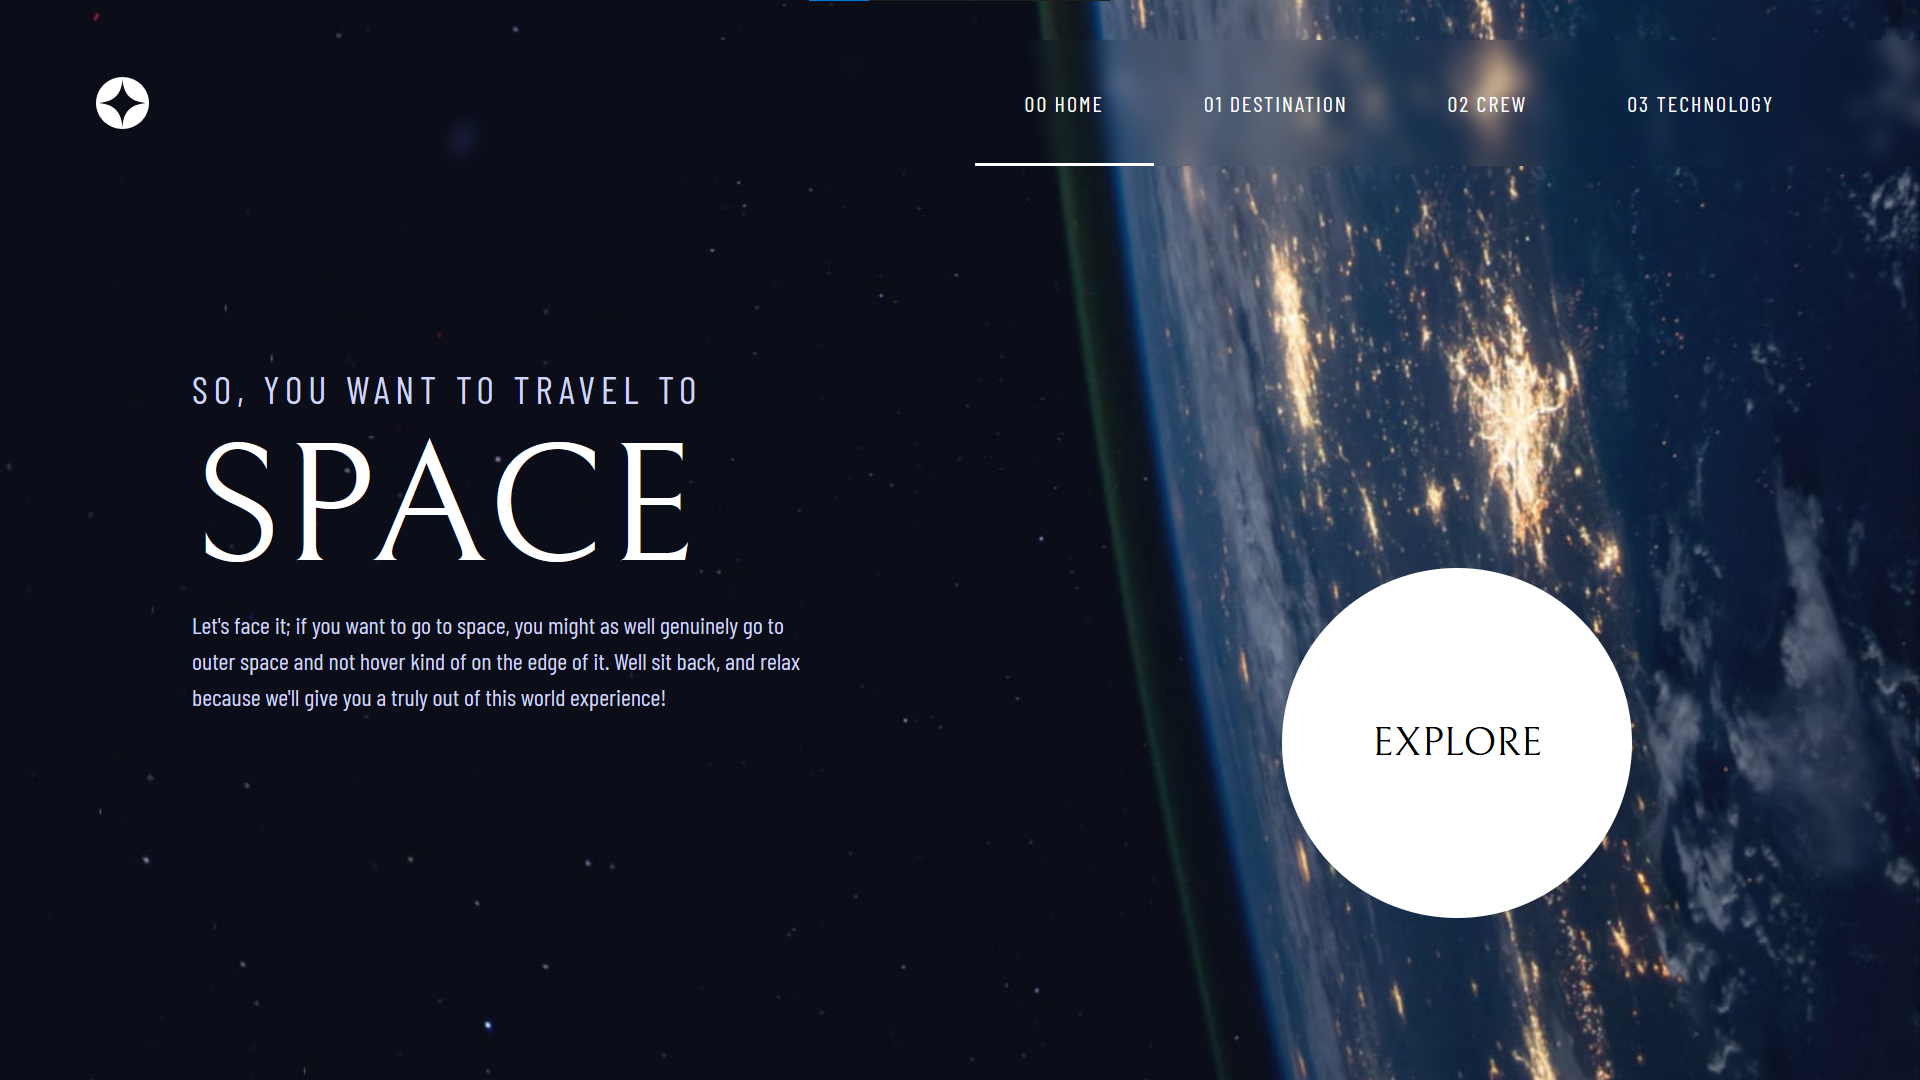 00 HOME 01 DESTINATION 02 CREW 03 TECHNOLOGY
SO, YOU WANT TO TRAVEL TO
SPACE
Let's face it; if you want to go to space, you might as well genuinely go to
outer space and not hover kind of on the edge of it. Well sit back, and relax
because we'll give you a truly out of this world experience!
EXPLORE